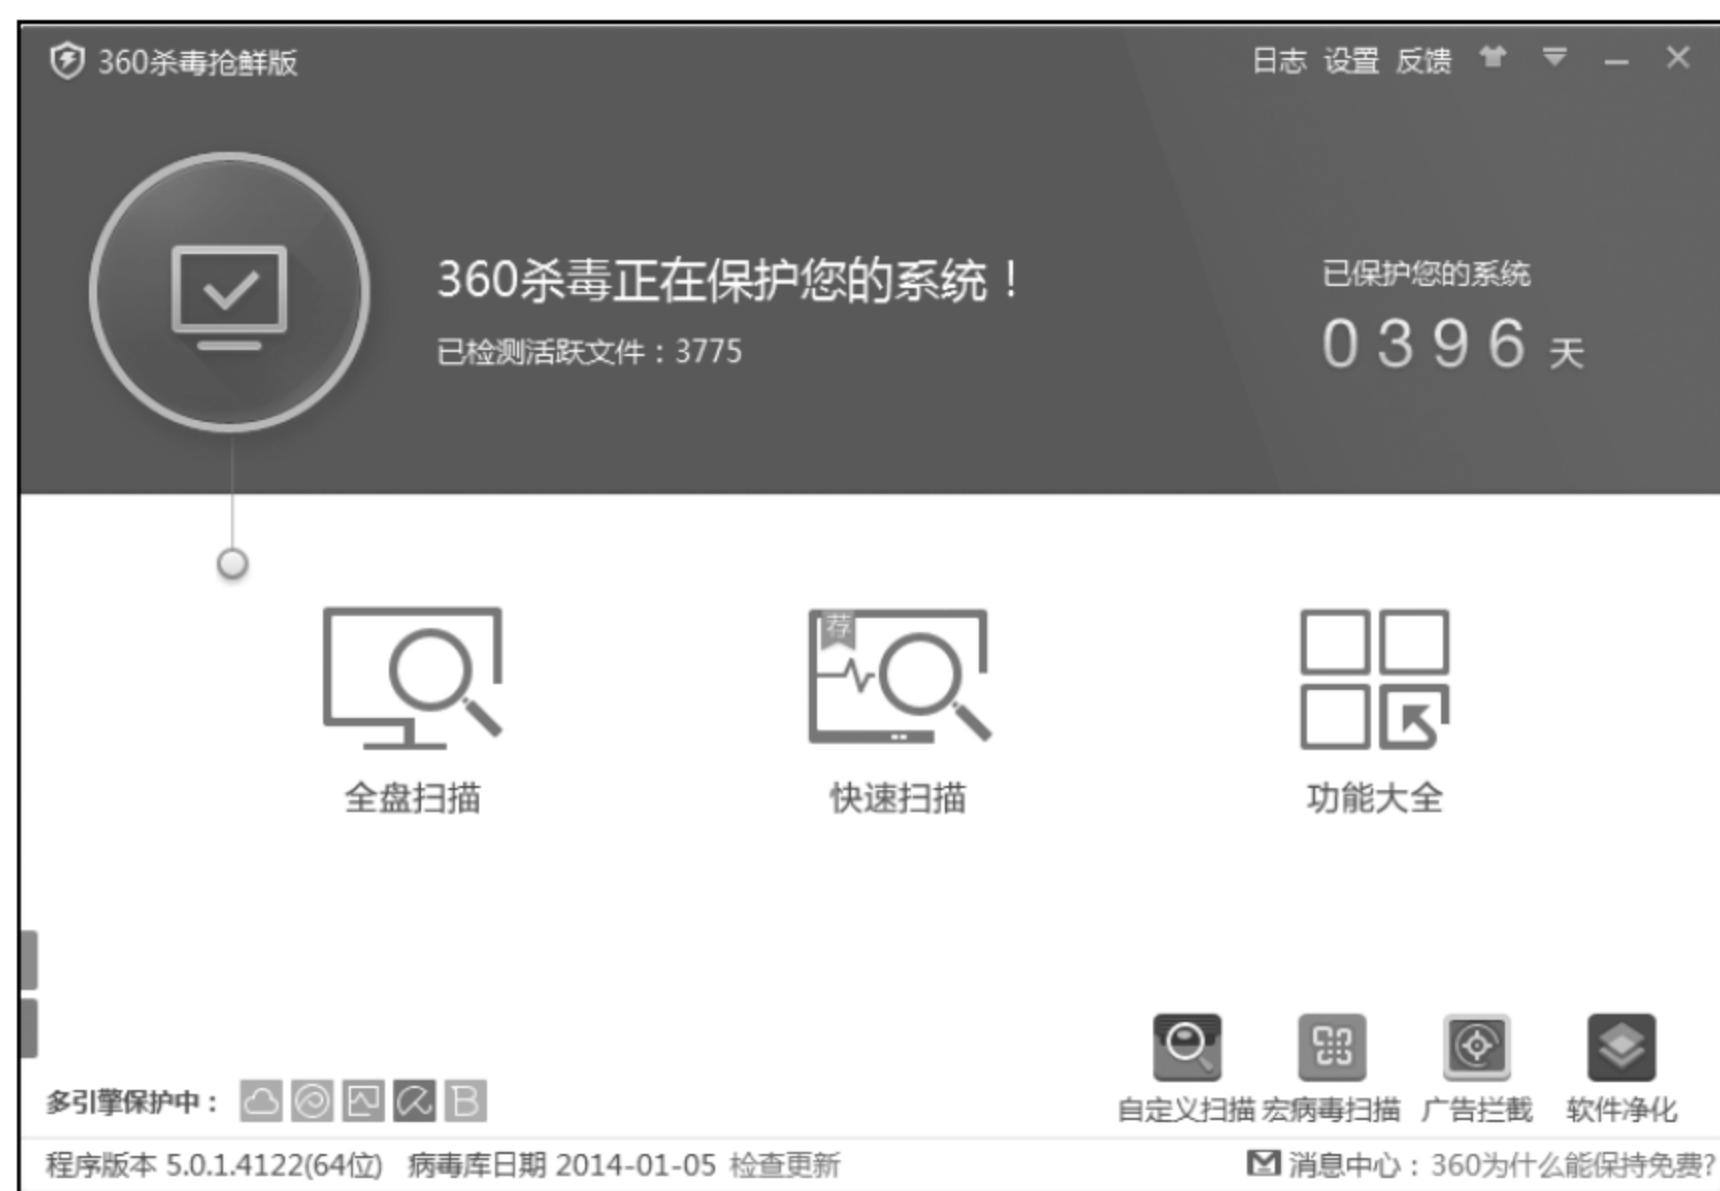 360杀毒抢鲜版
日志 设置 反馈
360杀毒正在保护您的系统！
已检测活跃文件：3775
已保护您的系统
0396 天
荐
全盘扫描
快速扫描
功能大全
多引擎保护中：
自定义扫描
宏病毒扫描
广告拦截
软件净化
程序版本 5.0.1.4122(64位) 病毒库日期 2014-01-05 检查更新
消息中心：360为什么能保持免费?